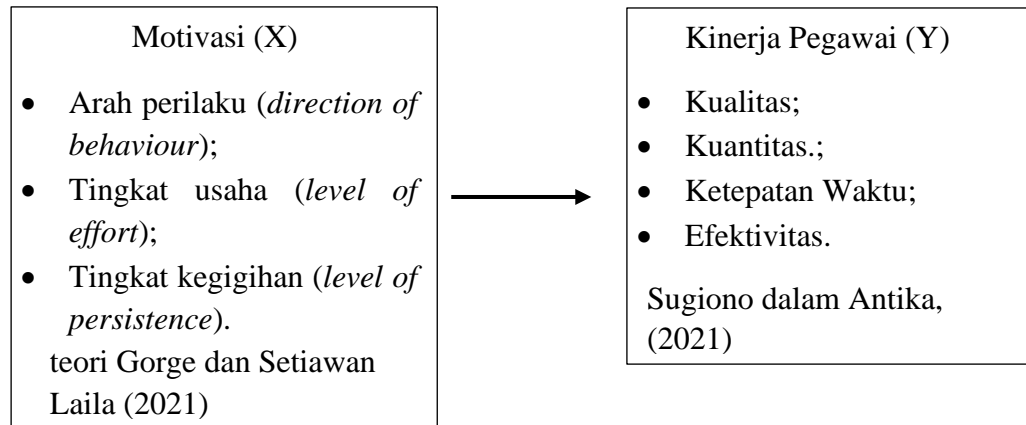 Motivasi (X)
• Arah perilaku (direction of
behaviour);
• Tingkat usaha (level of
effort);
• Tingkat kegigihan (level of
persistence).
teori Gorge dan Setiawan
Laila (2021)
Kinerja Pegawai (Y)
• Kualitas;
• Kuantitas.;
• Ketepatan Waktu;
• Efektivitas.
Sugiono dalam Antika,
(2021)